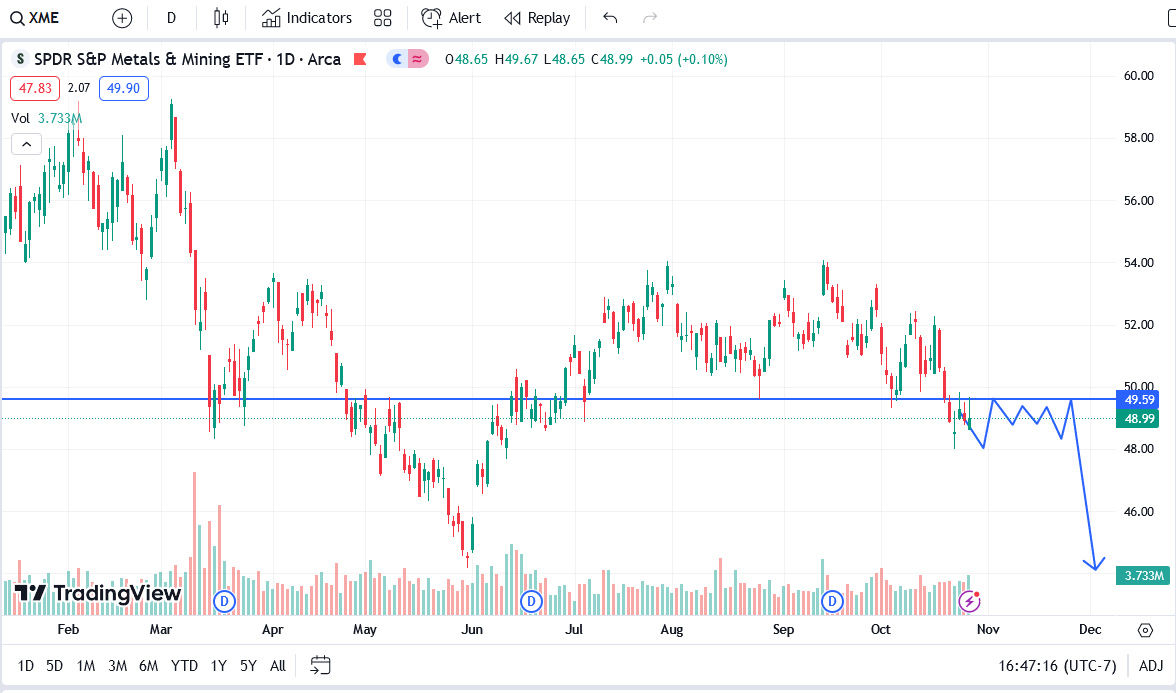 XME D Indicators Alert Replay
S SPDR S&P Metals & Mining ETF · 1D · Arca O48.65 H49.67 L48.65 C48.99 +0.05 (+0.10%)
47.83 2.07 49.90
Vol 3.733M
60.00
58.00
56.00
54.00
52.00
50.00
49.59
48.99
48.00
46.00
3.733M
TradingView
D D D
Feb Mar Apr May Jun Jul Aug Sep Oct Nov Dec
1D 5D 1M 3M 6M YTD 1Y 5Y All 16:47:16 (UTC-7) ADJ